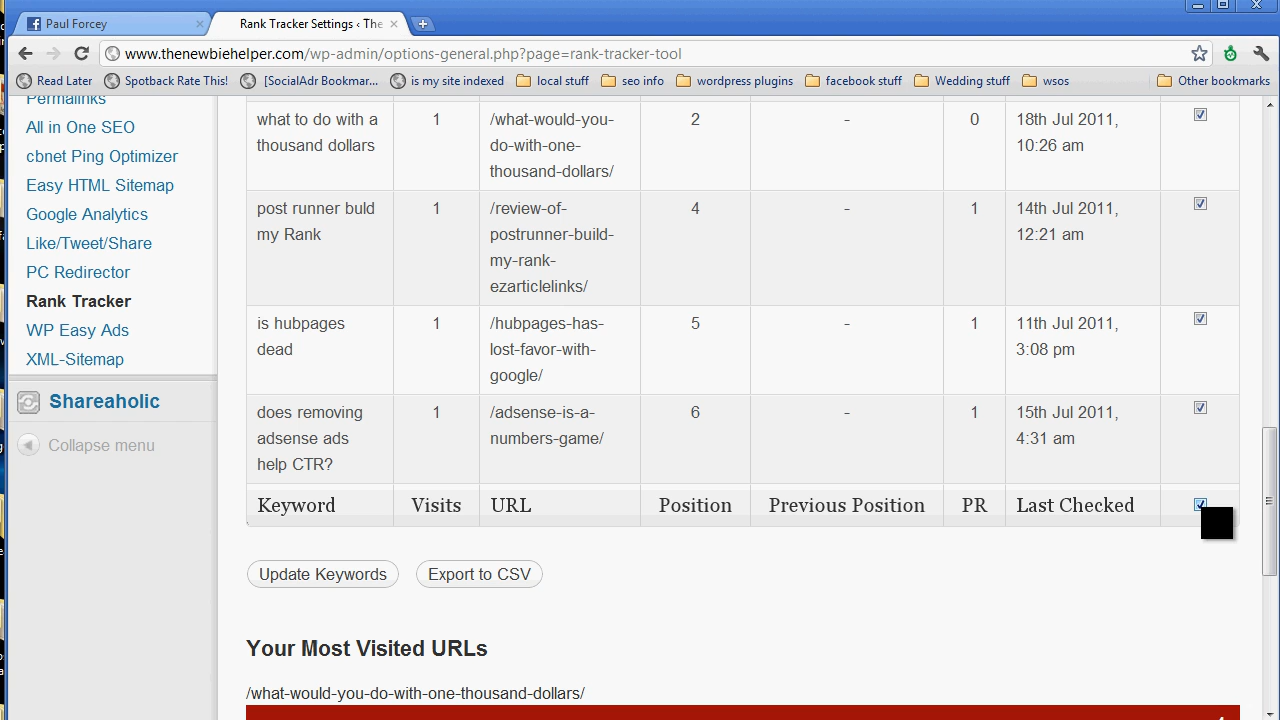 Paul Forcey
Rank Tracker Settings ‹ The
www.thenewbiehelper.com/wp-admin/options-general.php?page=rank-tracker-tool
Read Later
Spotback Rate This!
[SocialAdr Bookmar...
is my site indexed
local stuff
seo info
wordpress plugins
facebook stuff
Wedding stuff
wsos
Other bookmarks
Permalinks
All in One SEO
cbnet Ping Optimizer
Easy HTML Sitemap
Google Analytics
Like/Tweet/Share
PC Redirector
Rank Tracker
WP Easy Ads
XML-Sitemap
Shareaholic
Collapse menu
what to do with a
thousand dollars
1
/what-would-you-
do-with-one-
thousand-dollars/
2
-
0
18th Jul 2011,
10:26 am
post runner buld
my Rank
1
/review-of-
postrunner-build-
my-rank-
ezarticlelinks/
4
-
1
14th Jul 2011,
12:21 am
is hubpages
dead
1
/hubpages-has-
lost-favor-with-
google/
5
-
1
11th Jul 2011,
3:08 pm
does removing
adsense ads
help CTR?
1
/adsense-is-a-
numbers-game/
6
-
1
15th Jul 2011,
4:31 am
Keyword
Visits
URL
Position
Previous Position
PR
Last Checked
Update Keywords
Export to CSV
Your Most Visited URLs
/what-would-you-do-with-one-thousand-dollars/